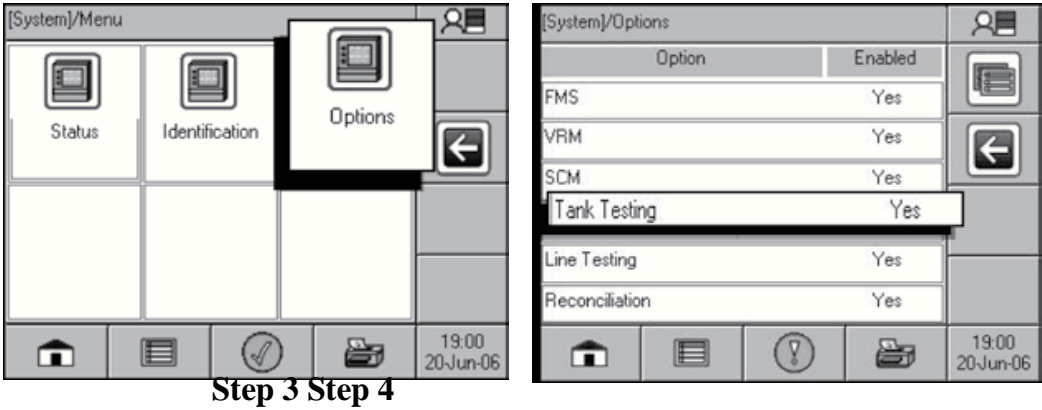 [System]/Menu
Status
Identification
Options
19:00
20-Jun-06
[System]/Options
Option Enabled
FMS Yes
VRM Yes
SCM Yes
Tank Testing Yes
Line Testing Yes
Reconciliation Yes
19:00
20-Jun-06
Step 3 Step 4